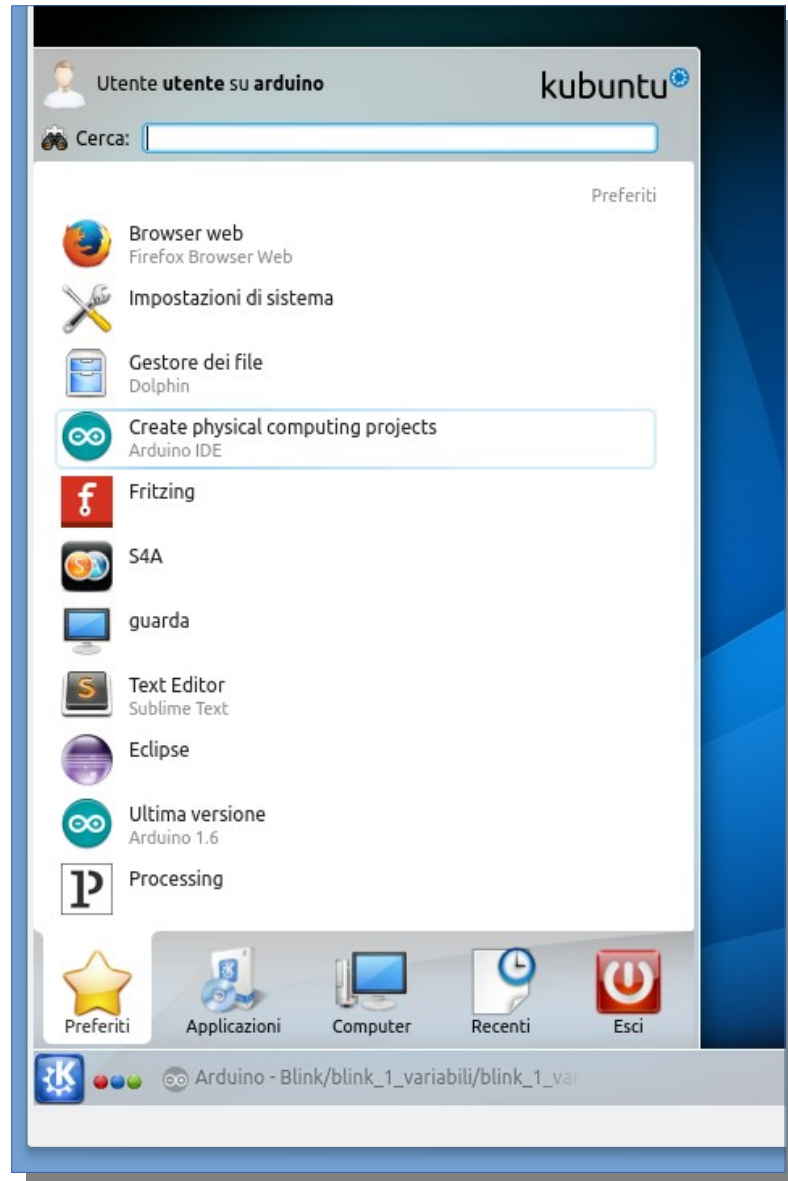 Utente utente su arduino
kubuntu
Cerca:
Preferiti
Browser web
Firefox Browser Web
Impostazioni di sistema
Gestore dei file
Dolphin
Create physical computing projects
Arduino IDE
Fritzing
S4A
guarda
Text Editor
Sublime Text
Eclipse
Ultima versione
Arduino 1.6
Processing
Preferiti Applicazioni Computer Recenti Esci
Arduino - Blink/blink_1_variabili/blink_1_var